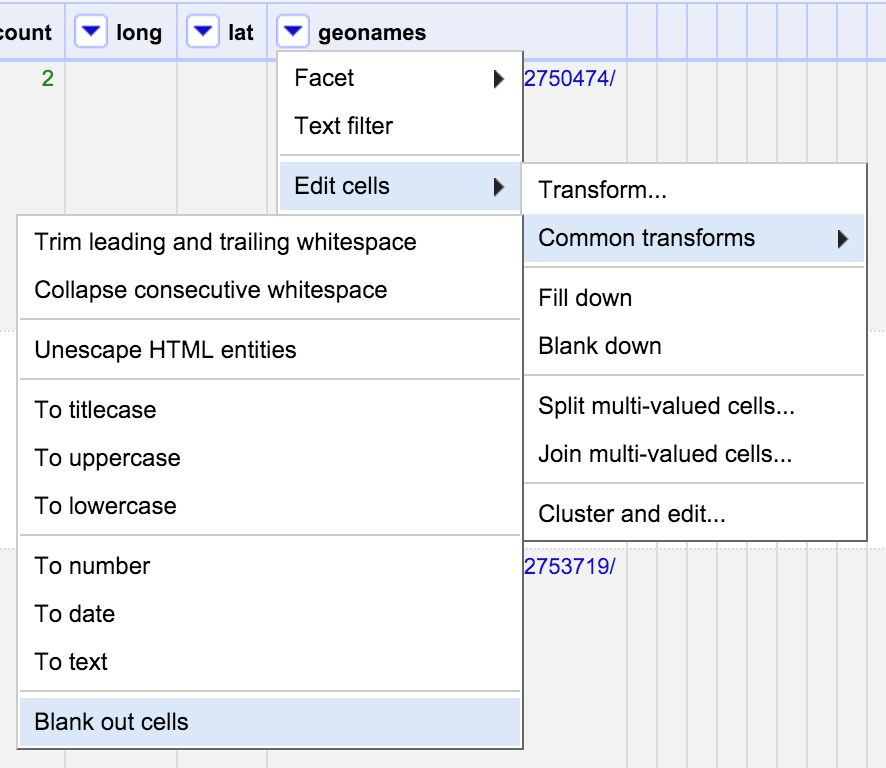 count long lat geonames
2
2750474/
Facet
Text filter
Edit cells
Transform...
Common transforms
Fill down
Blank down
Split multi-valued cells...
Join multi-valued cells...
Cluster and edit...
Trim leading and trailing whitespace
Collapse consecutive whitespace
Unescape HTML entities
To titlecase
To uppercase
To lowercase
To number
To date
To text
Blank out cells
2753719/